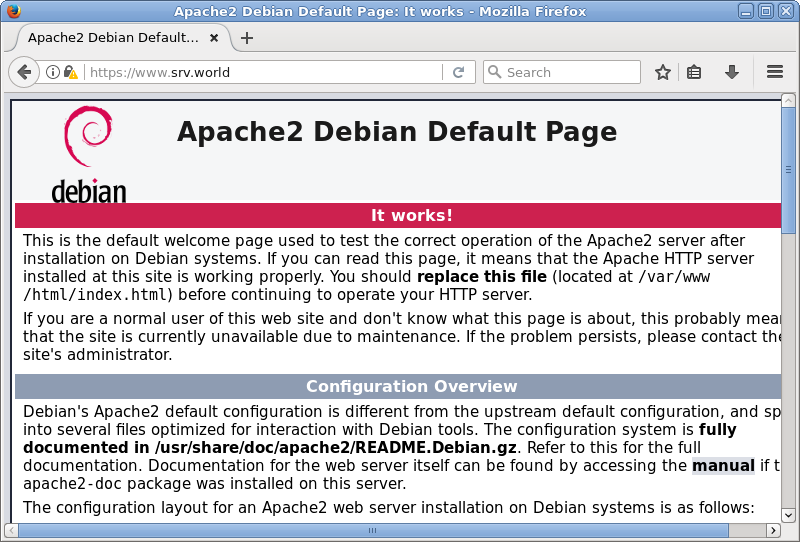 Apache2 Debian Default Page: It works - Mozilla Firefox
Apache2 Debian Default...
https://www.srv.world
Search
debian
Apache2 Debian Default Page
It works!
This is the default welcome page used to test the correct operation of the Apache2 server after
installation on Debian systems. If you can read this page, it means that the Apache HTTP server
installed at this site is working properly. You should replace this file (located at /var/www
/html/index.html) before continuing to operate your HTTP server.
If you are a normal user of this web site and don't know what this page is about, this probably mean
that the site is currently unavailable due to maintenance. If the problem persists, please contact the
site's administrator.
Configuration Overview
Debian's Apache2 default configuration is different from the upstream default configuration, and sp
into several files optimized for interaction with Debian tools. The configuration system is fully
documented in /usr/share/doc/apache2/README.Debian.gz. Refer to this for the full
documentation. Documentation for the web server itself can be found by accessing the manual if t
apache2-doc package was installed on this server.
The configuration layout for an Apache2 web server installation on Debian systems is as follows: